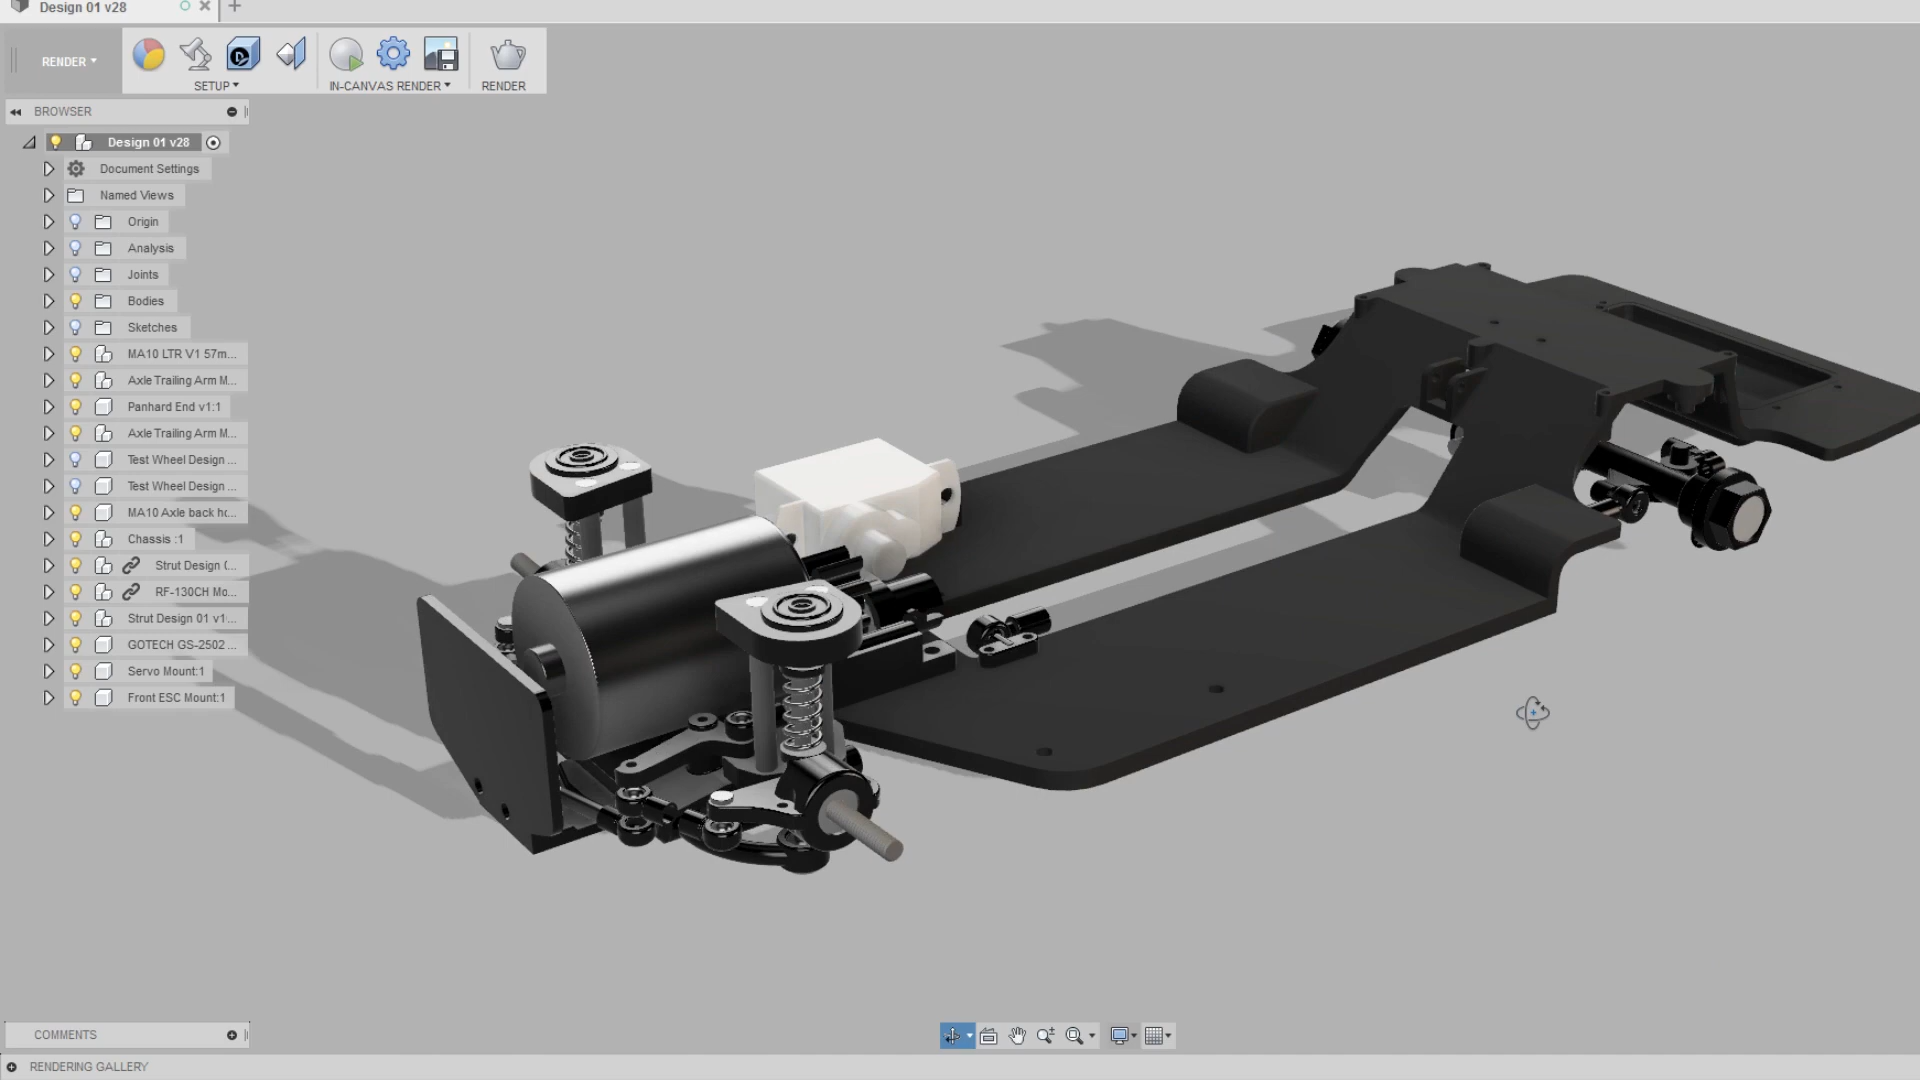 Design 01 v28
RENDER
SETUP
IN-CANVAS RENDER
RENDER
BROWSER
Design 01 v28
Document Settings
Named Views
Origin
Analysis
Joints
Bodies
Sketches
MA10 LTR V1 57m...
Axle Trailing Arm M...
Panhard End v1:1
Axle Trailing Arm M...
Test Wheel Design ...
Test Wheel Design ...
MA10 Axle back ho...
Chassis :1
Strut Design (...
RF-130CH Mo...
Strut Design 01 v1...
GOTECH GS-2502 ...
Servo Mount:1
Front ESC Mount:1
COMMENTS
RENDERING GALLERY